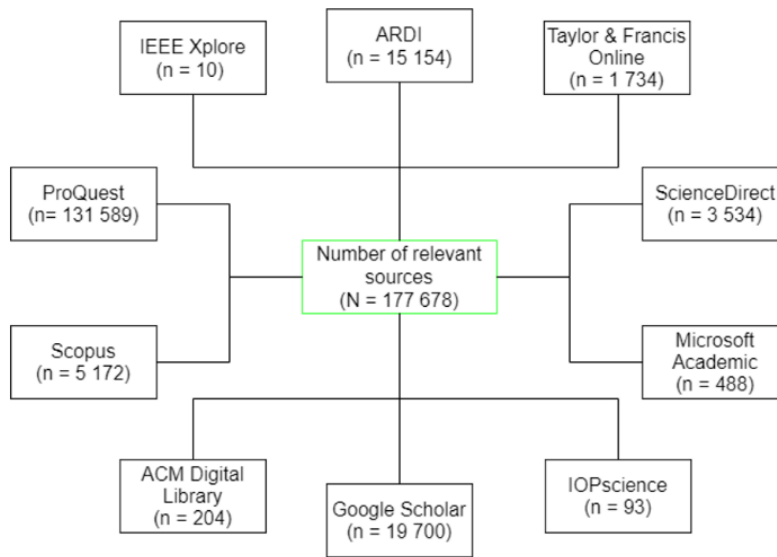 IEEE Xplore
(n = 10)
ARDI
(n = 15 154)
Taylor & Francis
Online
(n = 1 734)
ProQuest
(n= 131 589)
ScienceDirect
(n = 3 534)
Number of relevant
sources
(N = 177 678)
Scopus
(n = 5 172)
Microsoft
Academic
(n = 488)
ACM Digital
Library
(n = 204)
Google Scholar
(n = 19 700)
IOPscience
(n = 93)